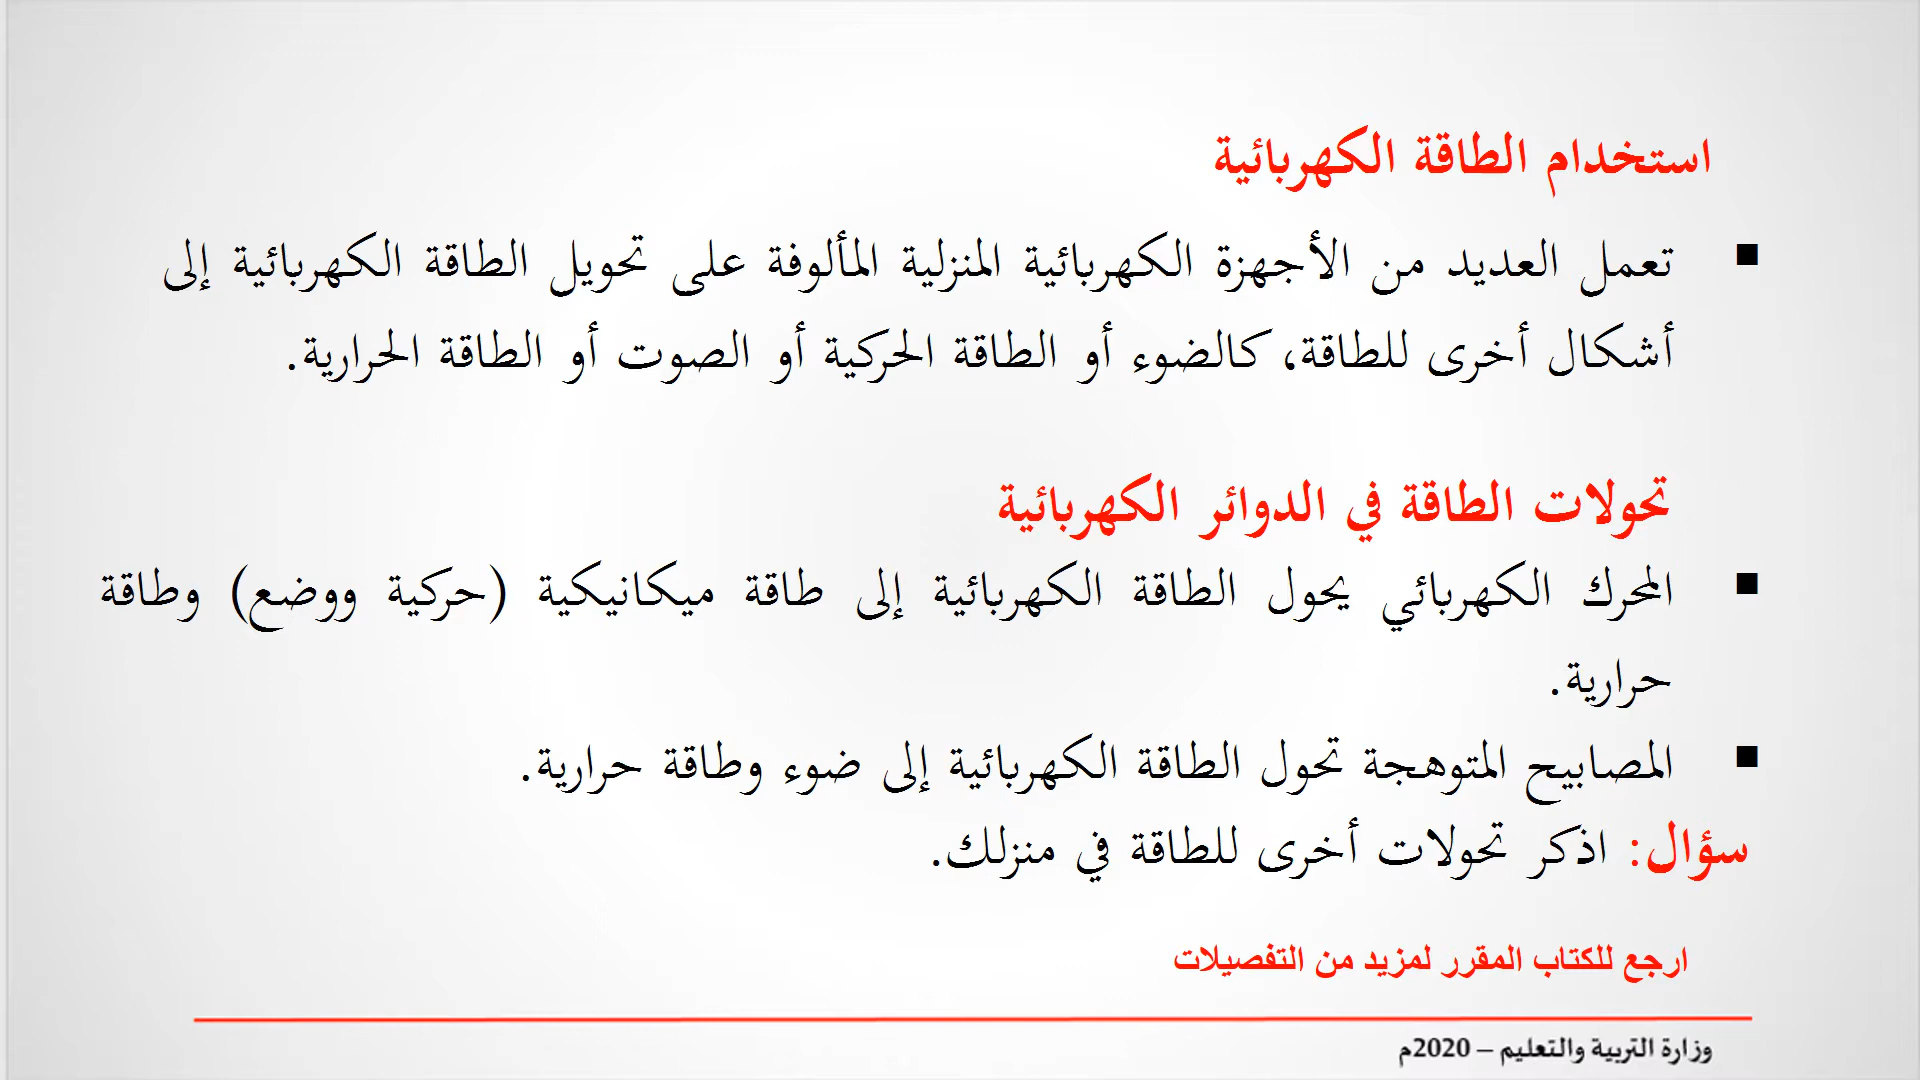 استخدام الطاقة الكهربائية
▪ تعمل العديد من الأجهزة الكهربائية المنزلية المألوفة على تحويل الطاقة الكهربائية إلى
أشكال أخرى للطاقة، كالضوء أو الطاقة الحركية أو الصوت أو الطاقة الحرارية.
تحولات الطاقة في الدوائر الكهربائية
▪ المحرك الكهربائي يحول الطاقة الكهربائية إلى طاقة ميكانيكية (حركية ووضع) وطاقة
حرارية.
▪ المصابيح المتوهجة تحول الطاقة الكهربائية إلى ضوء وطاقة حرارية.
سؤال: اذكر تحولات أخرى للطاقة في منزلك.
ارجع للكتاب المقرر لمزيد من التفصيلات
وزارة التربية والتعليم – 2020م